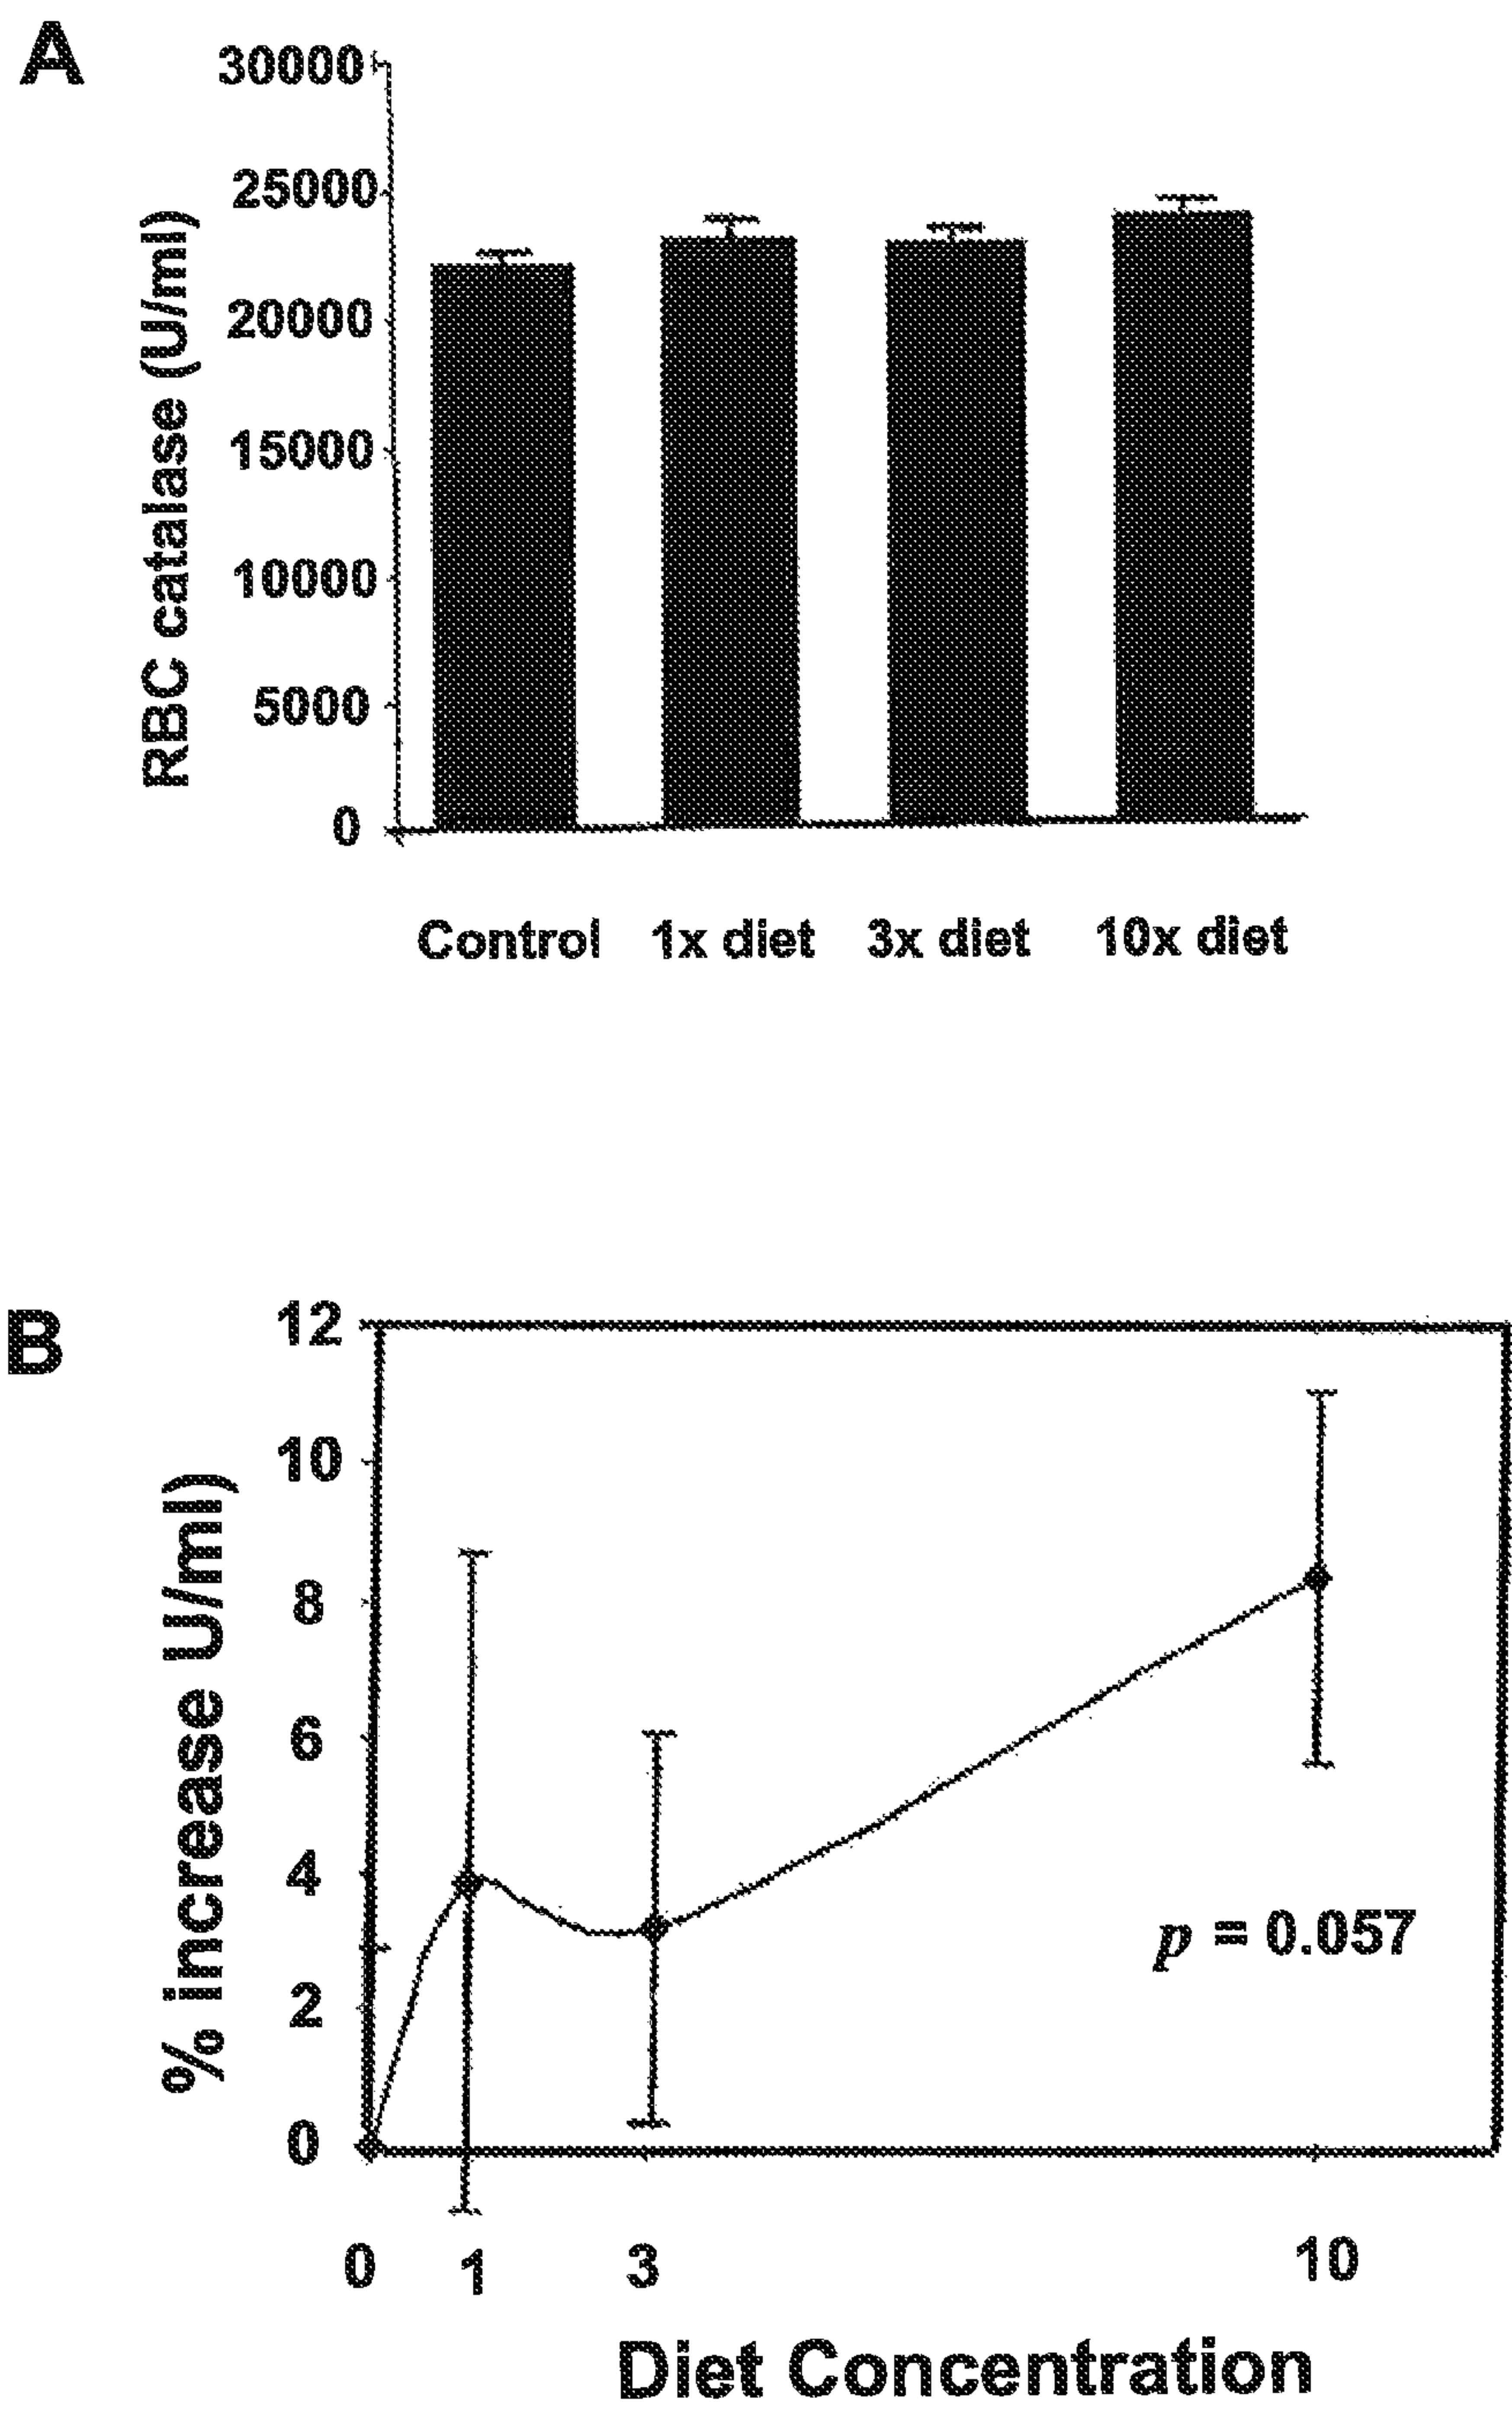 A
30000
25000
20000
15000
10000
5000
0
RBC catalase (U/ml)
Control 1x diet 3x diet 10x diet
B
12
10
8
6
4
2
0
% increase U/ml)
p = 0.057
0 1 3 10
Diet Concentration